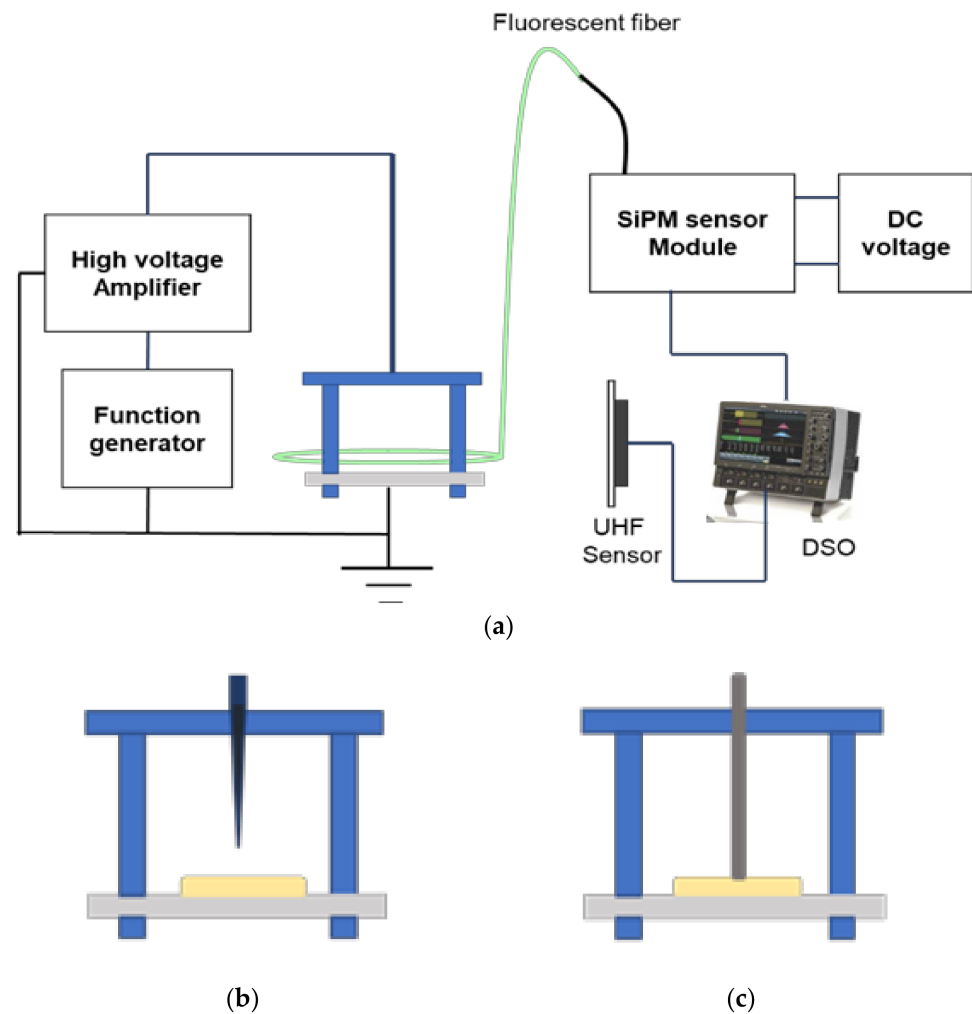 Fluorescent fiber
High voltage
Amplifier
SiPM sensor
Module
DC
voltage
Function
generator
UHF
Sensor
DSO
(a)
(b)
(c)